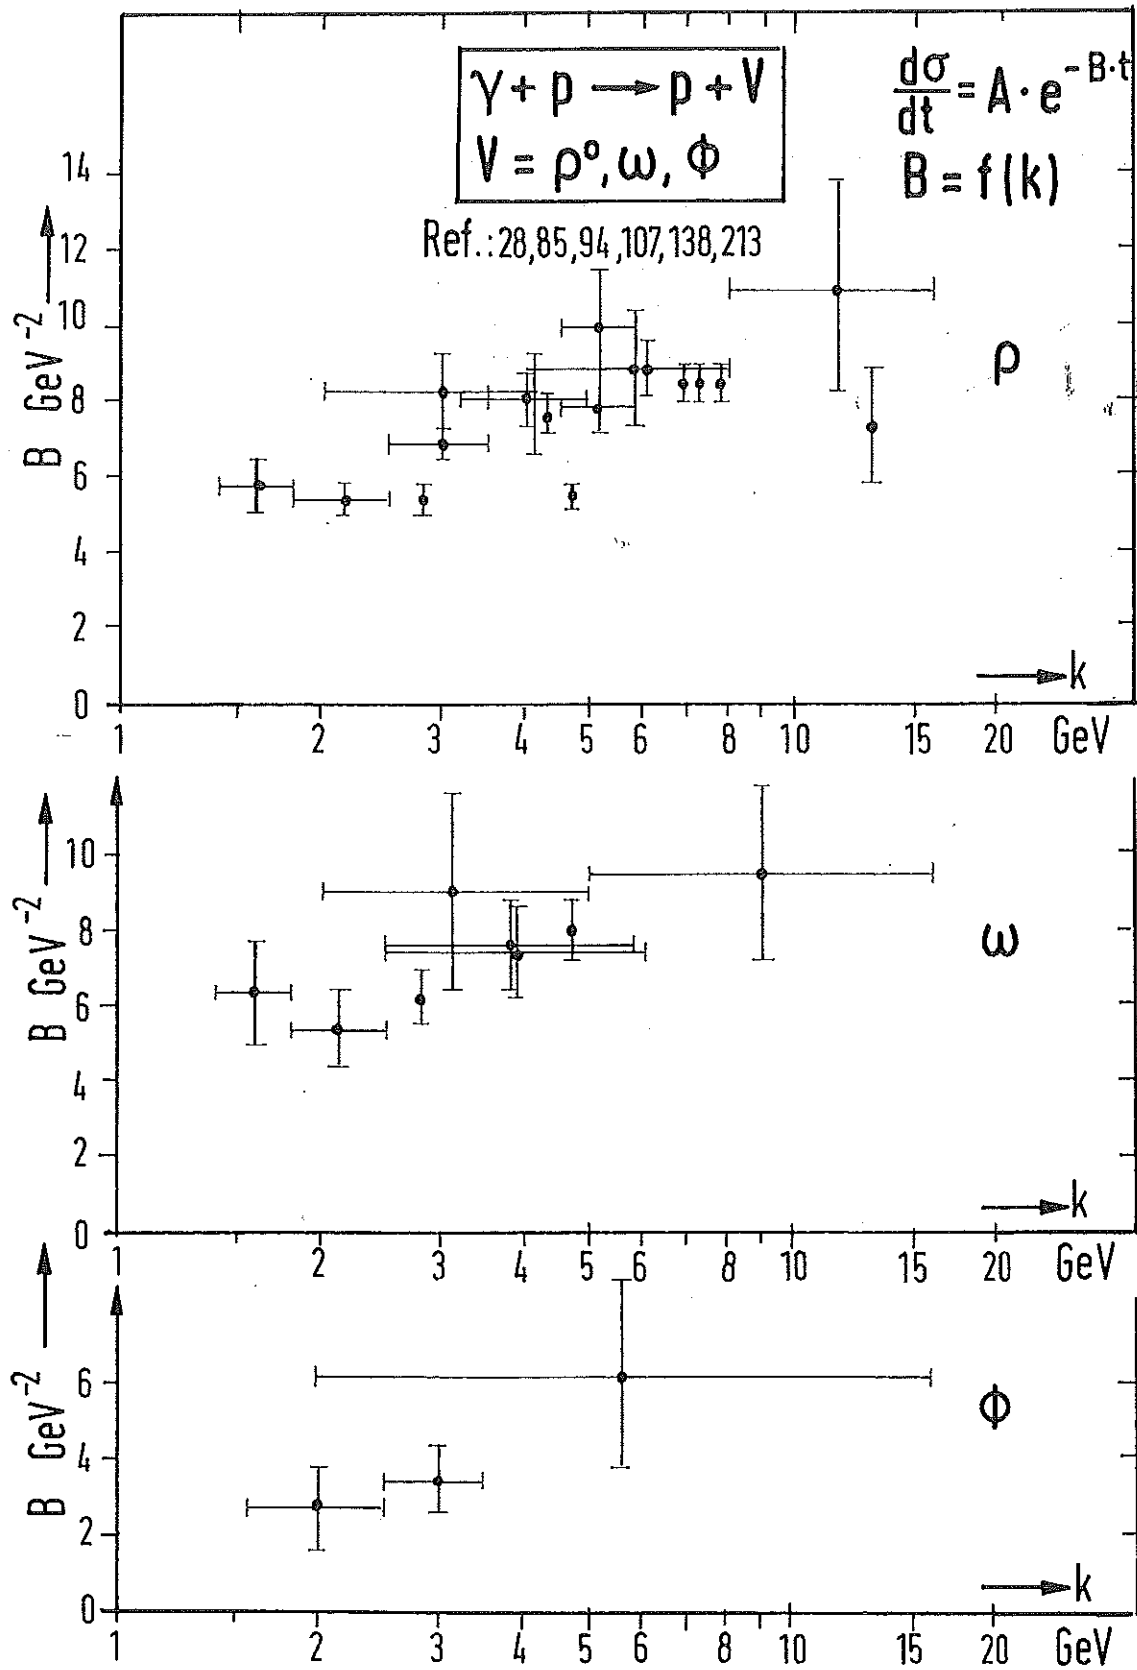 γ + p → p + V
V = ρ⁰, ω, ϕ
dσ/dt = A · e^{-B·t}
B = f(k)
Ref.: 28, 85, 94, 107, 138, 213
B GeV⁻²
14
12
10
8
6
4
2
0
ρ
k
1 2 3 4 5 6 8 10 15 20 GeV
B GeV⁻²
10
8
6
4
2
0
ω
k
1 2 3 4 5 6 8 10 15 20 GeV
B GeV⁻²
6
4
2
0
ϕ
k
1 2 3 4 5 6 8 10 15 20 GeV